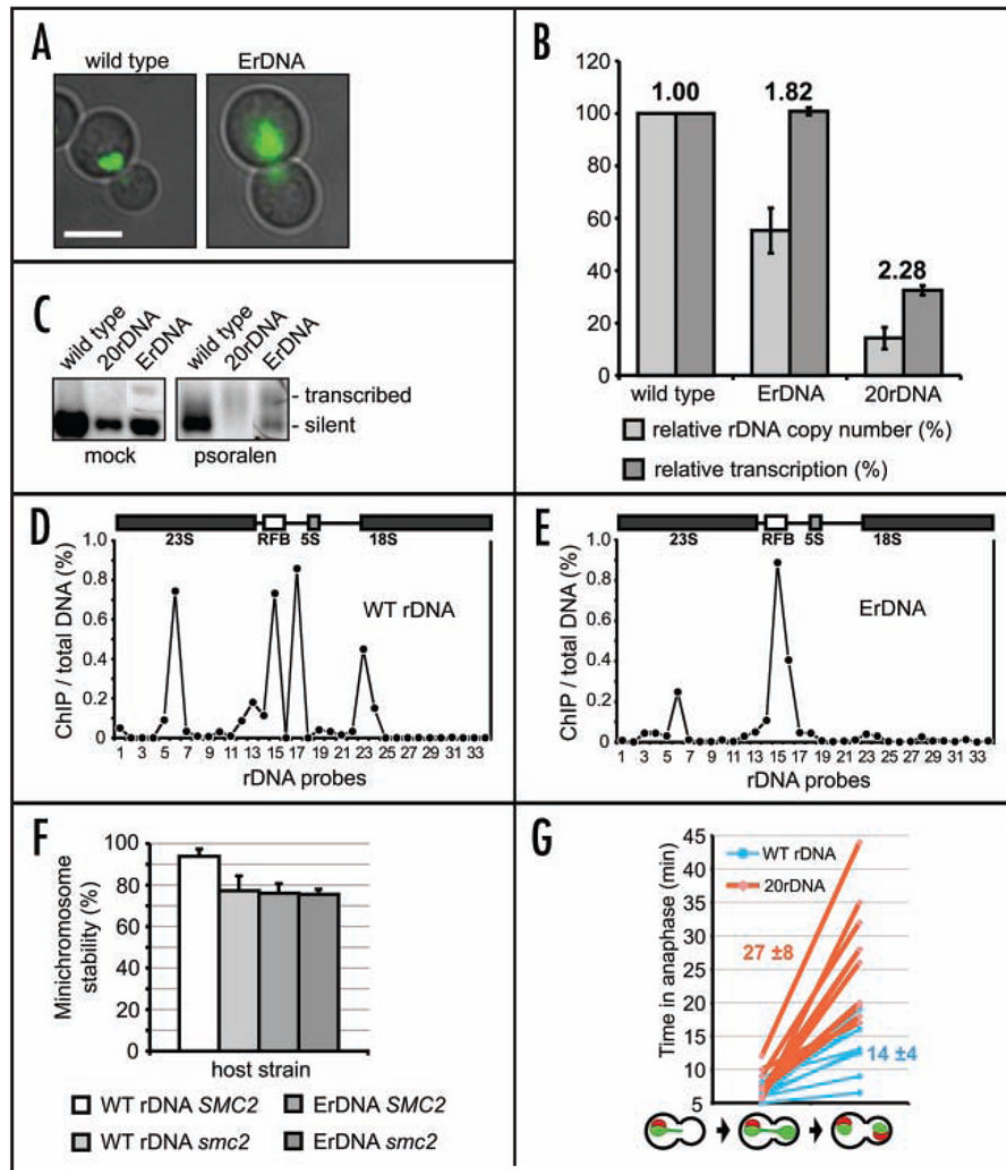 A
wild type
ErDNA
B
120
100
80
60
40
20
0
1.00
1.82
2.28
wild type
ErDNA
20rDNA
relative rDNA copy number (%)
relative transcription (%)
C
wild type
20rDNA
ErDNA
wild type
20rDNA
ErDNA
- transcribed
- silent
mock
psoralen
D
23S
RFB
5S
18S
ChIP / total DNA (%)
1.0
0.8
0.6
0.4
0.2
0
WT rDNA
1 3 5 7 9 11 13 15 17 19 21 23 25 27 29 31 33
rDNA probes
E
23S
RFB
5S
18S
ChIP / total DNA (%)
1.0
0.8
0.6
0.4
0.2
0
ErDNA
1 3 5 7 9 11 13 15 17 19 21 23 25 27 29 31 33
rDNA probes
F
Minichromosome
stability (%)
100
80
60
40
20
0
host strain
WT rDNA SMC2
ErDNA SMC2
WT rDNA smc2
ErDNA smc2
G
Time in anaphase (min)
45
40
35
30
25
20
15
10
5
WT rDNA
20rDNA
27 ±8
14 ±4